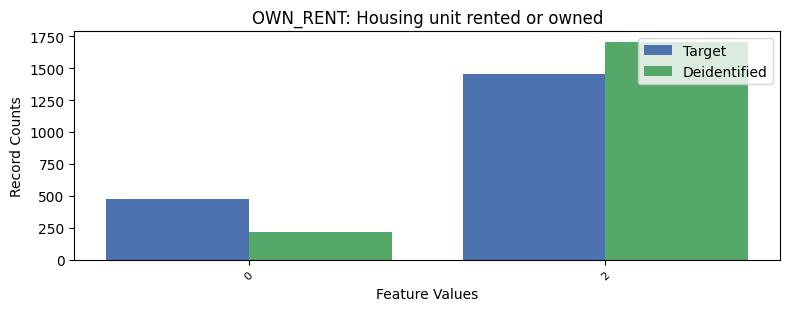 OWN_RENT: Housing unit rented or owned
1750
1500
1250
1000
750
500
250
0
Record Counts
Target
Deidentified
0
2
Feature Values